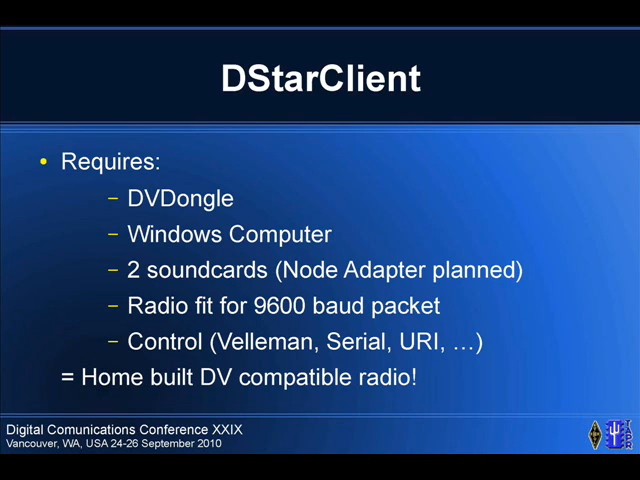 DStarClient
• Requires:
– DVDongle
– Windows Computer
– 2 soundcards (Node Adapter planned)
– Radio fit for 9600 baud packet
– Control (Velleman, Serial, URI, …)
= Home built DV compatible radio!
Digital Comunications Conference XXIX
Vancouver, WA, USA 24-26 September 2010
TAPR